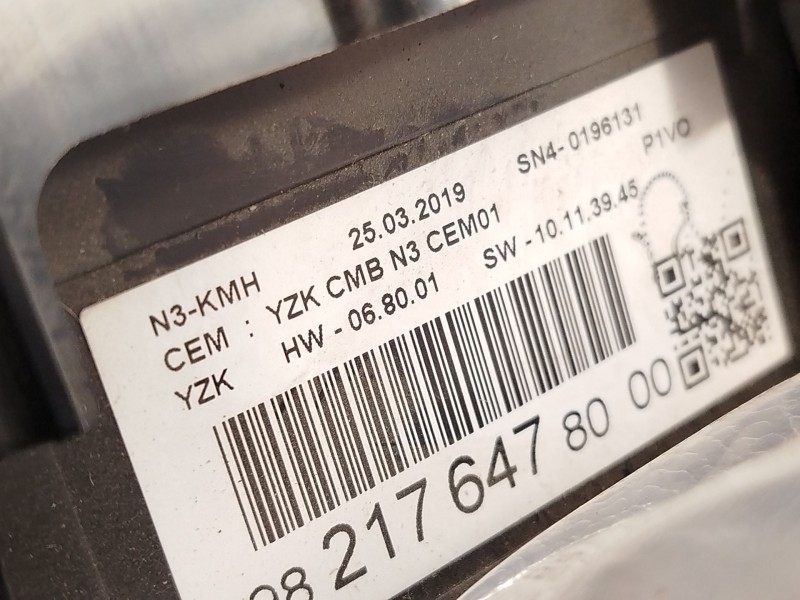 N3-KMH 25.03.2019 SN4-0196131
CEM : YZK CMB N3 CEM01 P1VO
YZK HW - 06.80.01 SW - 10.11.39.45
98 217 647 80 00